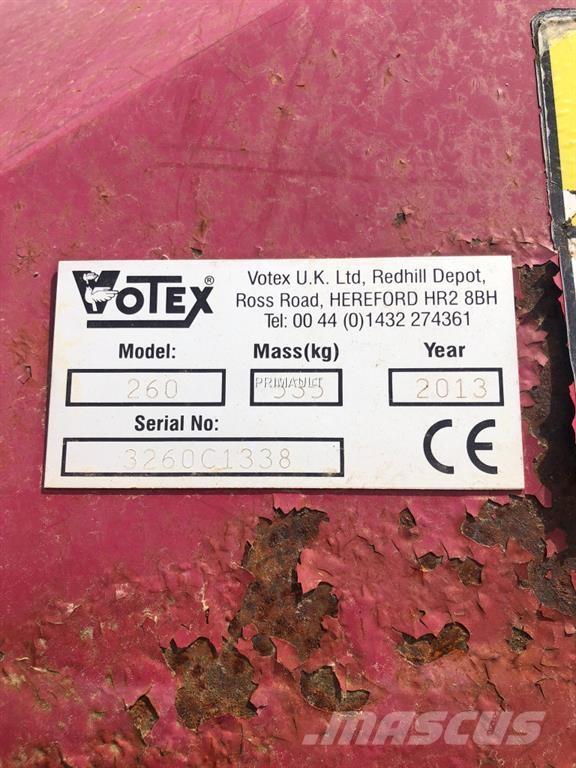 VOTEX®
Votex U.K. Ltd, Redhill Depot,
Ross Road, HEREFORD HR2 8BH
Tel: 00 44 (0)1432 274361
Model: Mass(kg) Year
260 PRIMAULT 2013
Serial No:
3260C1338
CE
MASCUS